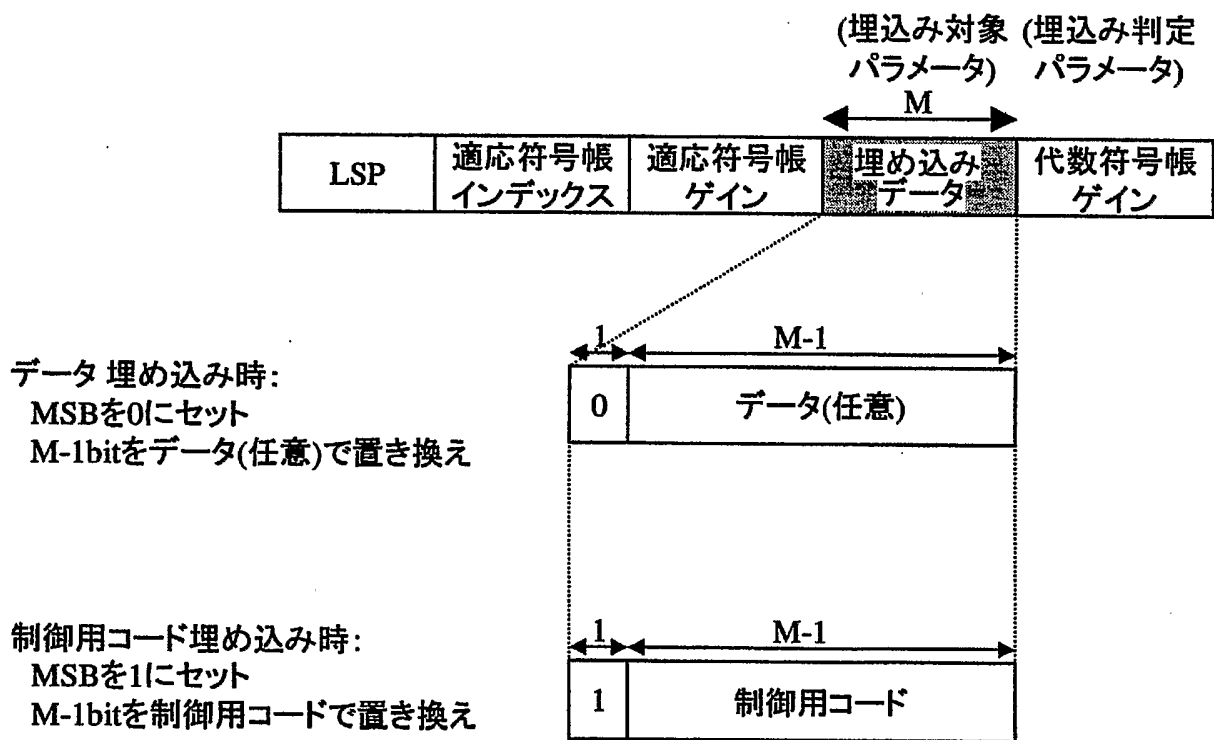 (埋込み対象 (埋込み判定
パラメータ) パラメータ)
M
LSP
適応符号帳
インデックス
適応符号帳
ゲイン
埋め込み
データ
代数符号帳
ゲイン
データ 埋め込み時:
MSBを0にセット
M-1bitをデータ(任意)で置き換え
1
M-1
0
データ(任意)
制御用コード埋め込み時:
MSBを1にセット
M-1bitを制御用コードで置き換え
1
M-1
1
制御用コード